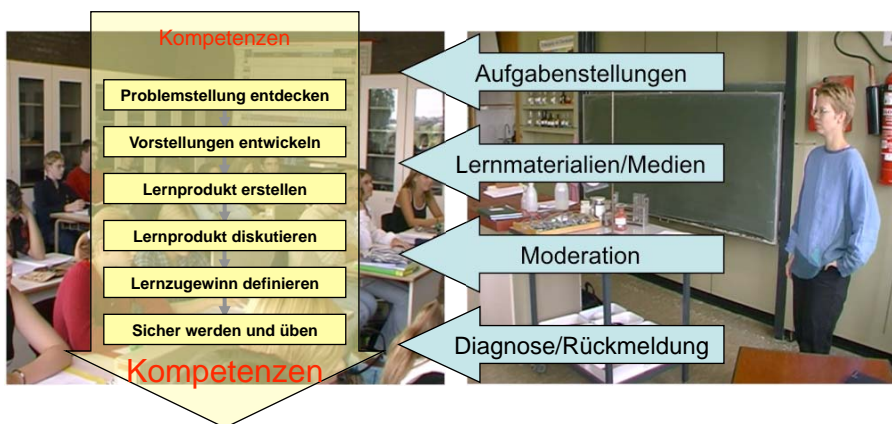 Kompetenzen
Problemstellung entdecken
Vorstellungen entwickeln
Lernprodukt erstellen
Lernprodukt diskutieren
Lernzugewinn definieren
Sicher werden und üben
Kompetenzen
Aufgabenstellungen
Lernmaterialien/Medien
Moderation
Diagnose/Rückmeldung